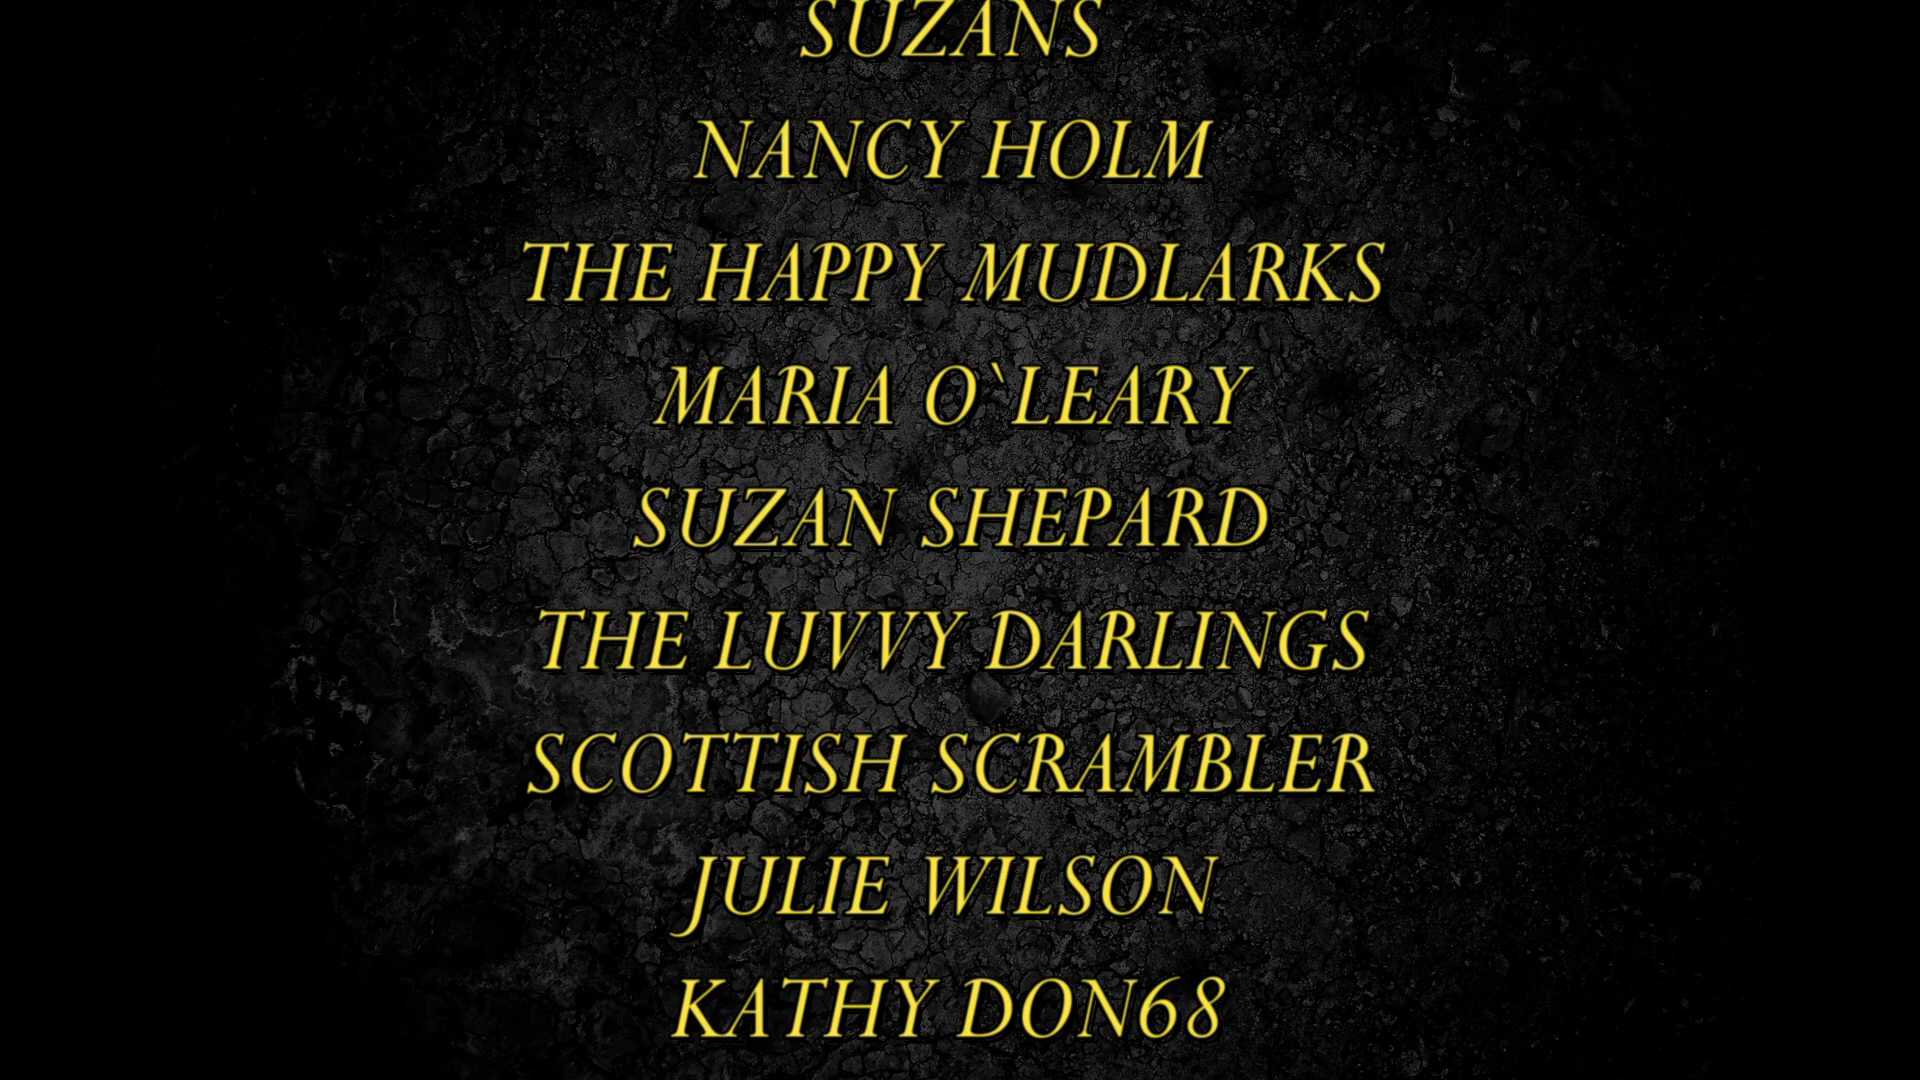 SUZANS
NANCY HOLM
THE HAPPY MUDLARKS
MARIA O`LEARY
SUZAN SHEPARD
THE LUVVY DARLINGS
SCOTTISH SCRAMBLER
JULIE WILSON
KATHY DON68